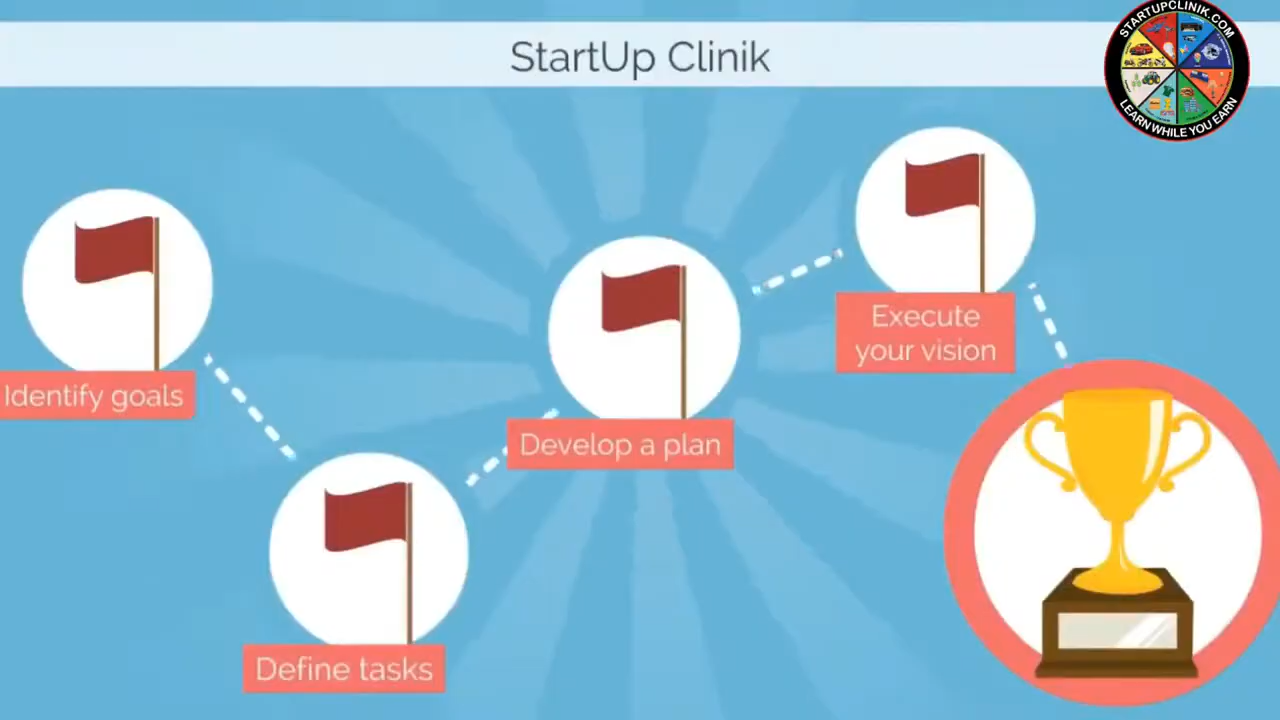 StartUp Clinik
STARTUPCLINIK.COM
LEARN WHILE YOU EARN
Identify goals
Define tasks
Develop a plan
Execute
your vision